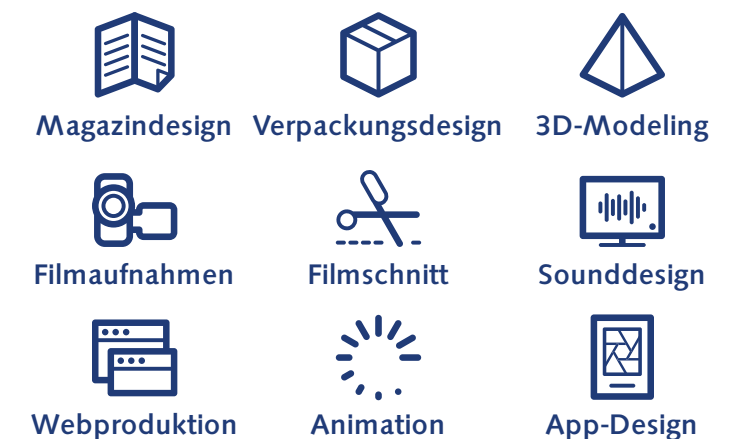 Magazindesign Verpackungsdesign 3D-Modeling
Filmaufnahmen Filmschnitt Sounddesign
Webproduktion Animation App-Design